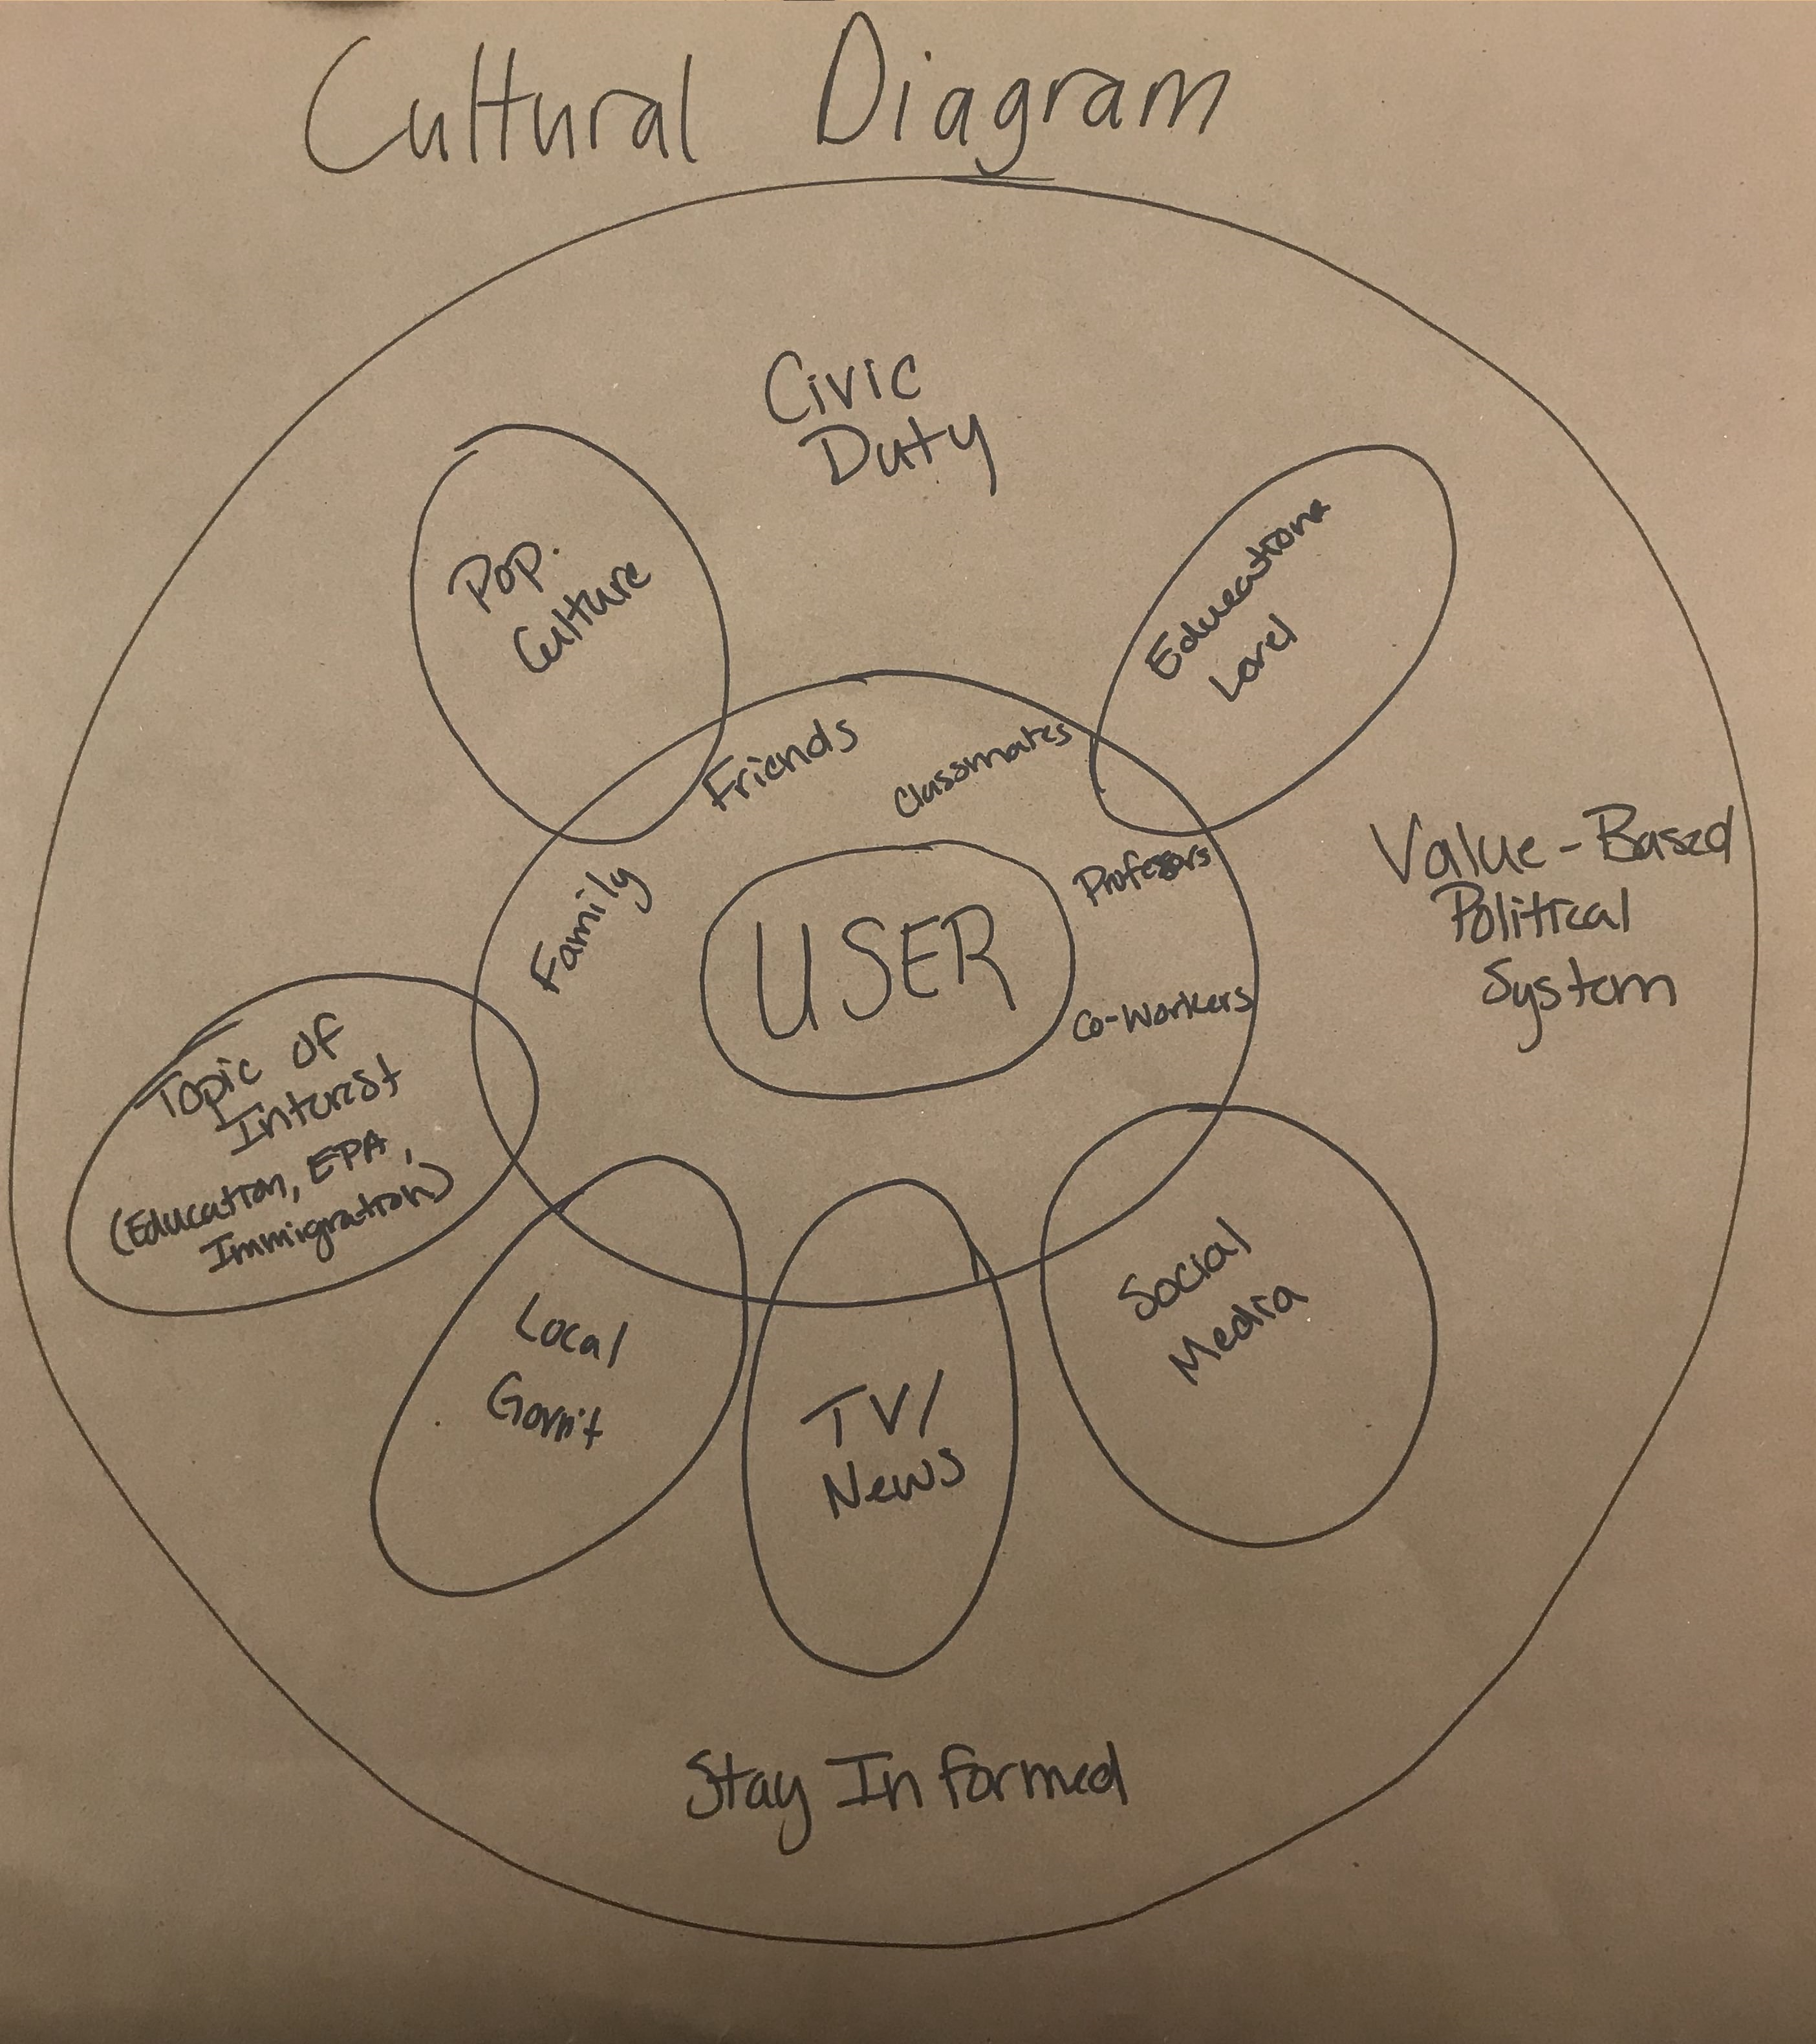 Cultural Diagram
Civic
Duty
Pop.
Culture
Education
Level
Friends
Classmates
Professors
Family
USER
Co-Workers
Value-Based
Political
System
Topic Of
Interest
(Education, EPA,
Immigration)
Local
Gov't
TV/
News
Social
Media
Stay Informed